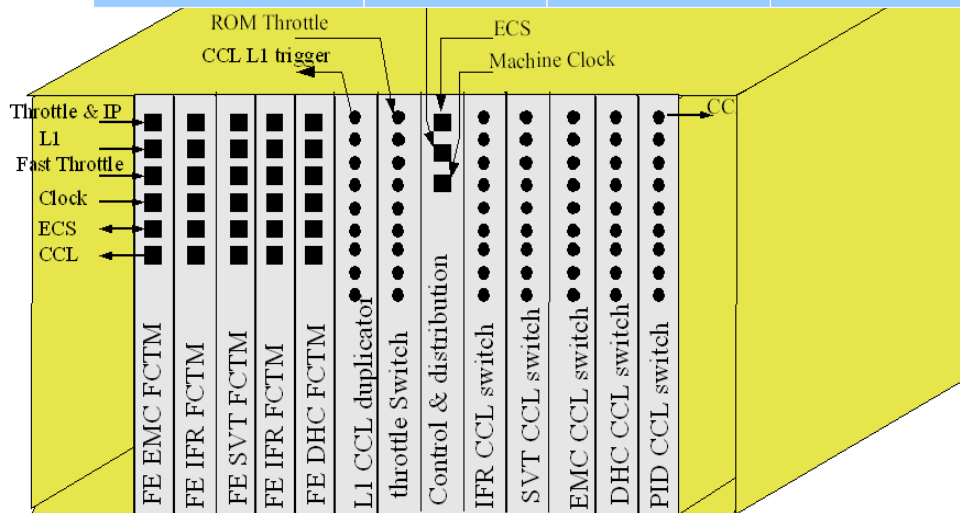 ROM Throttle
ECS
CCL L1 trigger
Machine Clock
Throttle & IP
CC
L1
Fast Throttle
Clock
ECS
CCL
FE EMC FCTM
FE IFR FCTM
FE SVT FCTM
FE IFR FCTM
FE DHC FCTM
L1 CCL duplicator
throttle Switch
Control & distribution
IFR CCL switch
SVT CCL switch
EMC CCL switch
DHC CCL switch
PID CCL switch